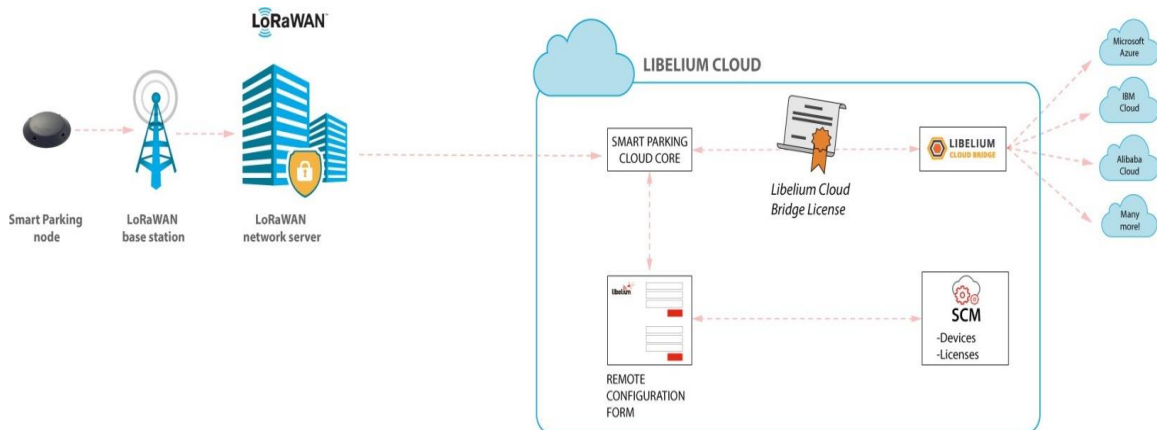 LoRaWAN
Smart Parking
node
LoRaWAN
base station
LoRaWAN
network server
LIBELIUM CLOUD
SMART PARKING
CLOUD CORE
Libelium Cloud
Bridge License
LIBELIUM
CLOUD BRIDGE
Microsoft
Azure
IBM
Cloud
Alibaba
Cloud
Many
more!
libelium
REMOTE
CONFIGURATION
FORM
SCM
-Devices
-Licenses